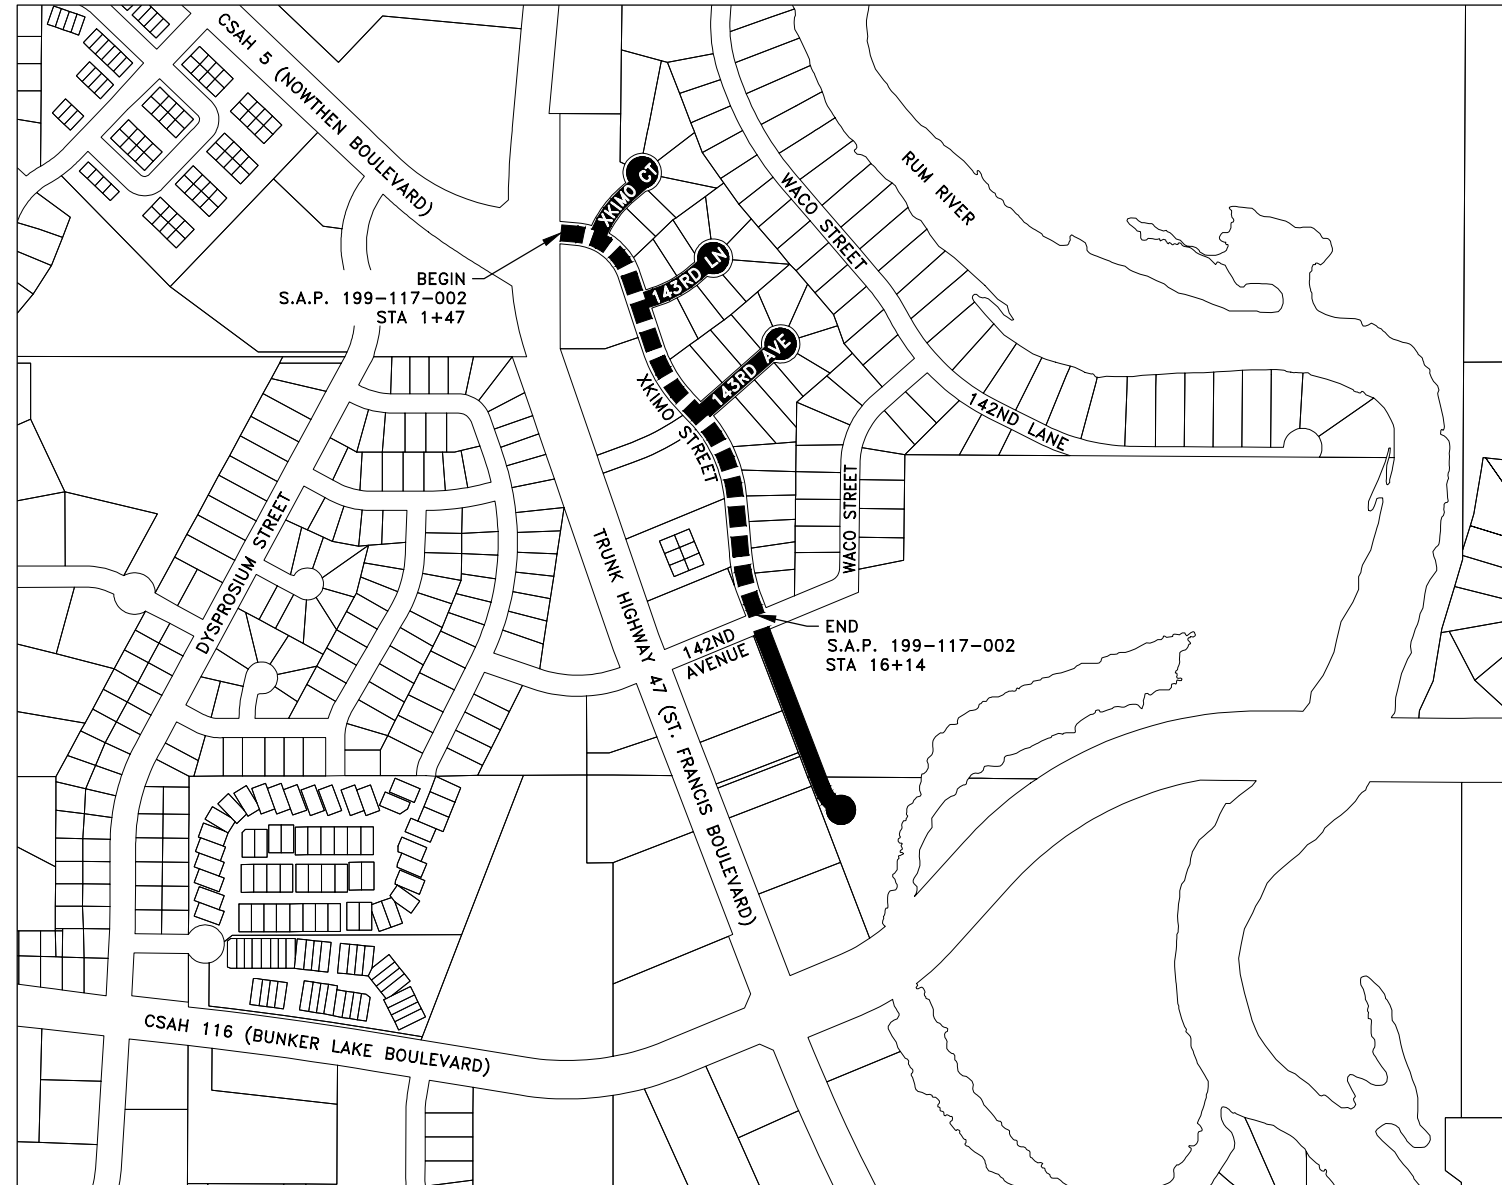 CSAH 5 (NOWTHEN BOULEVARD)
RUM RIVER
XKIMO CT
WACO STREET
143RD LN
BEGIN
S.A.P. 199-117-002
STA 1+47
143RD AVE
XKIMO STREET
142ND LANE
WACO STREET
DYSPROSIUM STREET
TRUNK HIGHWAY 47 (ST. FRANCIS BOULEVARD)
142ND
AVENUE
END
S.A.P. 199-117-002
STA 16+14
CSAH 116 (BUNKER LAKE BOULEVARD)